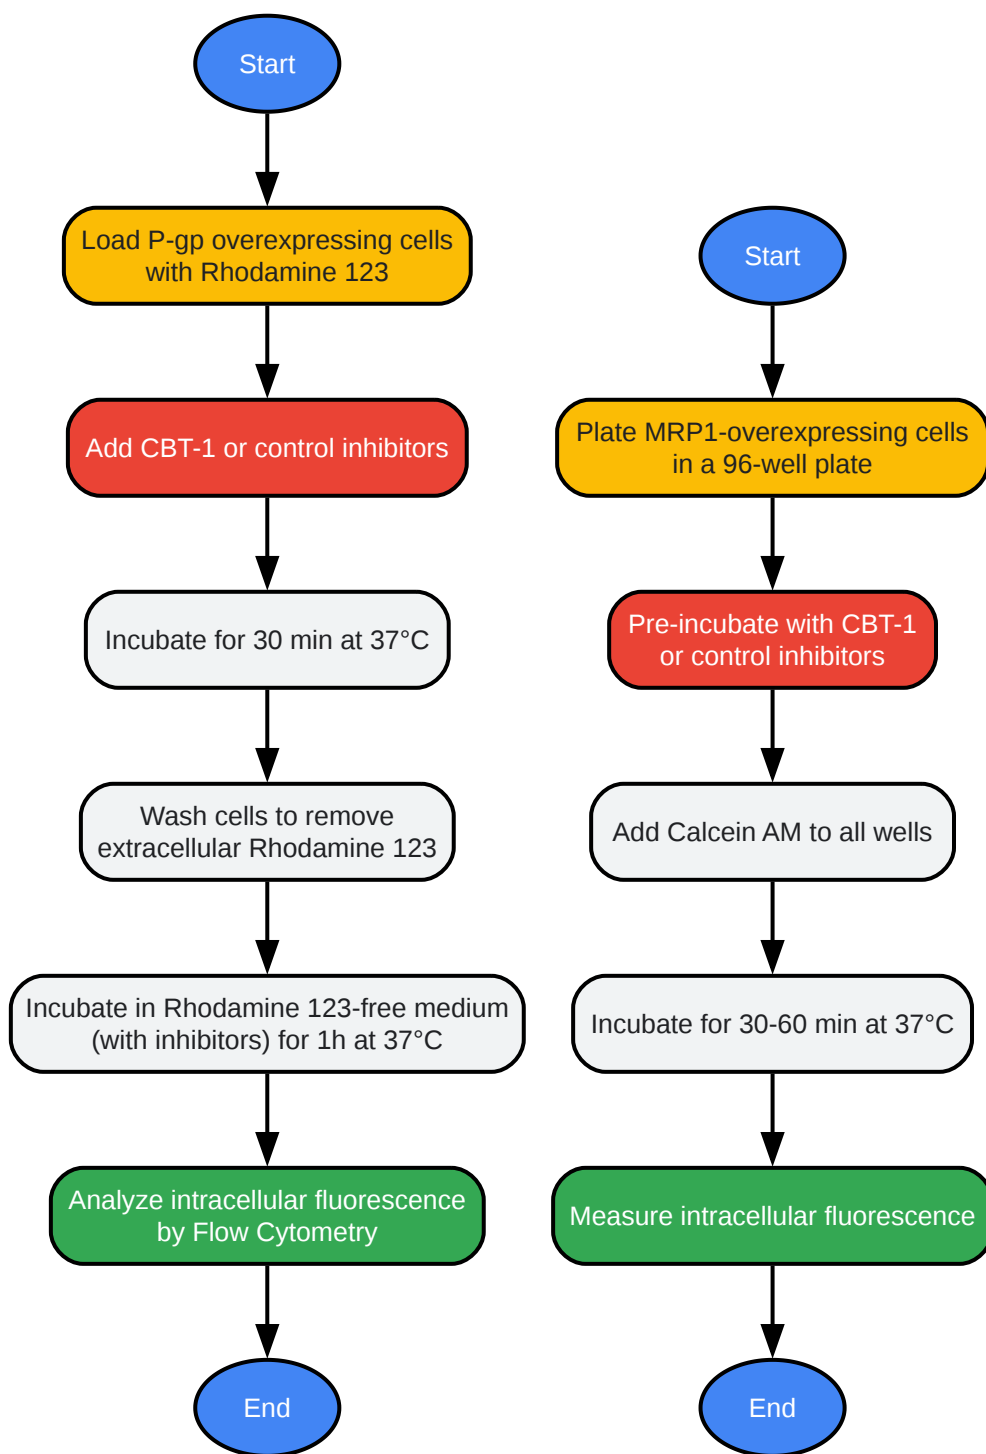 Start
Load P-gp overexpressing cells
with Rhodamine 123
Add CBT-1 or control inhibitors
Incubate for 30 min at 37°C
Wash cells to remove
extracellular Rhodamine 123
Incubate in Rhodamine 123-free medium
(with inhibitors) for 1h at 37°C
Analyze intracellular fluorescence
by Flow Cytometry
End
Start
Plate MRP1-overexpressing cells
in a 96-well plate
Pre-incubate with CBT-1
or control inhibitors
Add Calcein AM to all wells
Incubate for 30-60 min at 37°C
Measure intracellular fluorescence
End